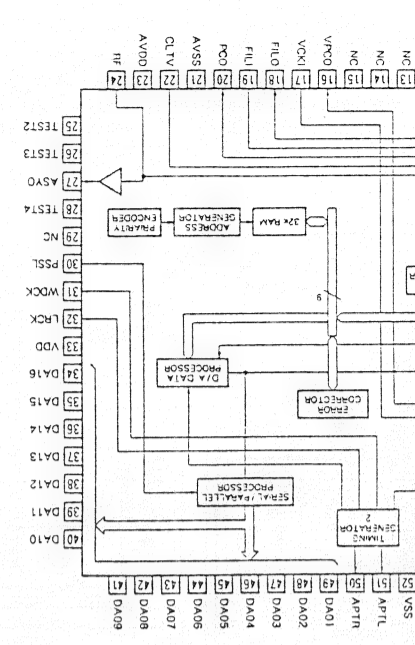 RF
AVDD
CLTV
AVSS
PCO
FILI
FILO
VCKI
VPCO
NC
NC
NC
24
23
22
21
20
19
18
17
16
15
14
13
TEST2 25
TEST3 26
ASYO 27
TEST4 28
NC 29
PSSL 30
WDCK 31
LRCK 32
VDD 33
DA16 34
DA15 35
DA14 36
DA13 37
DA12 38
DA11 39
DA10 40
PRIARITY
ENCODER
ADDRESS
GENERATOR
32K RAM
9
D/A DATA
PROCESSOR
ERROR
CORRECTOR
SERIAL/PARALLEL
PROCESSOR
TIMING
GENERATOR
2
41
42
43
44
45
46
47
48
49
50
51
52
DA09
DA08
DA07
DA06
DA05
DA04
DA03
DA02
DA01
APTR
APTL
VSS